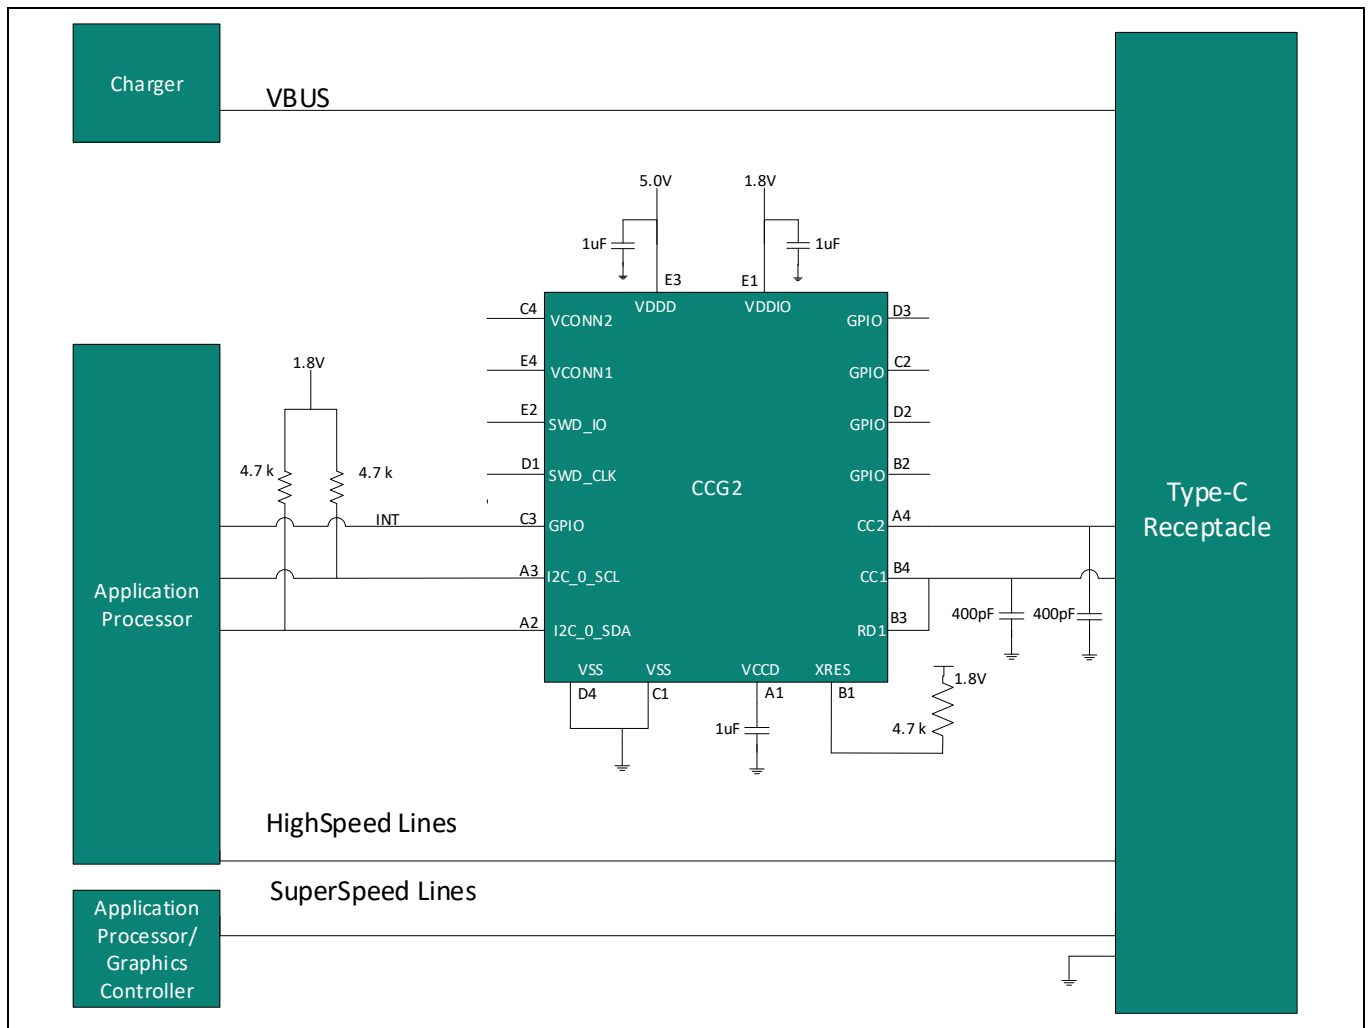 Charger
VBUS
5.0V
1.8V
1uF
1uF
E3
E1
VDDD
VDDIO
C4
VCONN2
GPIO
D3
E4
VCONN1
GPIO
C2
E2
SWD_IO
GPIO
D2
D1
SWD_CLK
GPIO
B2
CCG2
1.8V
4.7 k
4.7 k
INT
C3
GPIO
CC2
A4
A3
I2C_0_SCL
CC1
B4
A2
I2C_0_SDA
RD1
B3
400pF
400pF
Application
Processor
Type-C
Receptacle
VSS
VSS
VCCD
XRES
D4
C1
A1
B1
1uF
1.8V
4.7 k
HighSpeed Lines
SuperSpeed Lines
Application
Processor/
Graphics
Controller